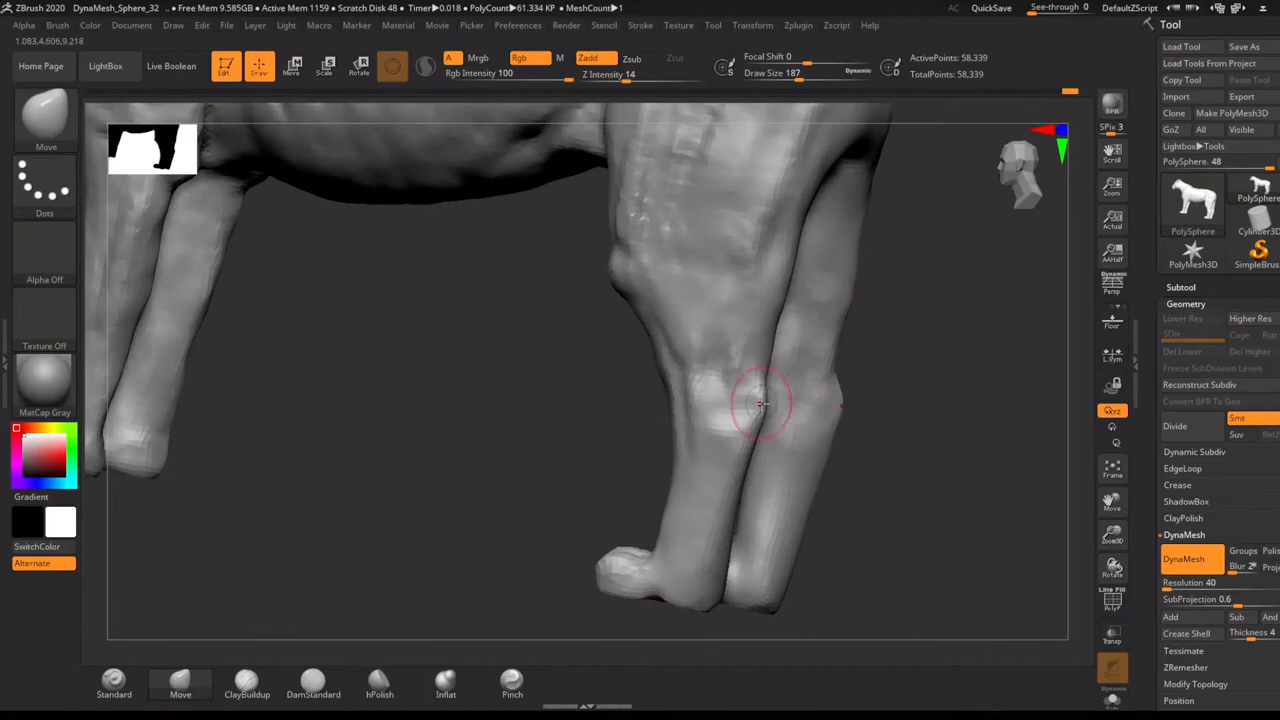 ZBrush 2020 DynaMesh_Sphere_32 • Free Mem 9.585GB • Active Mem 1159 • Scratch Disk 48 • Timer▶0.018 • PolyCount▶61.334 KP • MeshCount▶1 AC QuickSave See-through 0 DefaultZScript
Alpha Brush Color Document Draw Edit File Layer Light Macro Marker Material Movie Picker Preferences Render Stencil Stroke Texture Tool Transform Zplugin Zscript Help
Tool
1.083,4.606,9.218
Home Page LightBox Live Boolean Edit Draw Move Scale Rotate
A Mrgb Rgb M Zadd Zsub Zcut Focal Shift 0 ActivePoints: 58,339
Rgb Intensity 100 Z Intensity 14 Draw Size 187 Dynamic TotalPoints: 58,339
S
D
Load Tool Save As
Load Tools From Project
Copy Tool Paste Tool
Import Export
Clone Make PolyMesh3D
GoZ All Visible
Lightbox▶Tools
PolySphere. 48
PolySphere
PolySphe
Cylinder3D
PolyMesh3D SimpleBrus
Subtool
Geometry
Lower Res Higher Res
SDiv Cage Rstr
Del Lower Del Higher
Freeze SubDivision Levels
Reconstruct Subdiv
Convert BPR To Geo
Divide Smt
Suv ReU
Dynamic Subdiv
EdgeLoop
Crease
ShadowBox
ClayPolish
DynaMesh
DynaMesh Groups Polis
Blur 2 Proje
Resolution 40
SubProjection 0.6
Add Sub And
Create Shell Thickness 4
Tessimate
ZRemesher
Modify Topology
Position
BPR
SPix 3
Scroll
Zoom
Actual
AAHalf
Dynamic
Persp
Floor
L.Sym
XYZ
Frame
Move
Zoom3D
Rotate
Line Fill
PolyF
Transp
Move
Dots
Alpha Off
Texture Off
MatCap Gray
Gradient
SwitchColor
Alternate
Standard Move ClayBuildup DamStandard hPolish Inflat Pinch